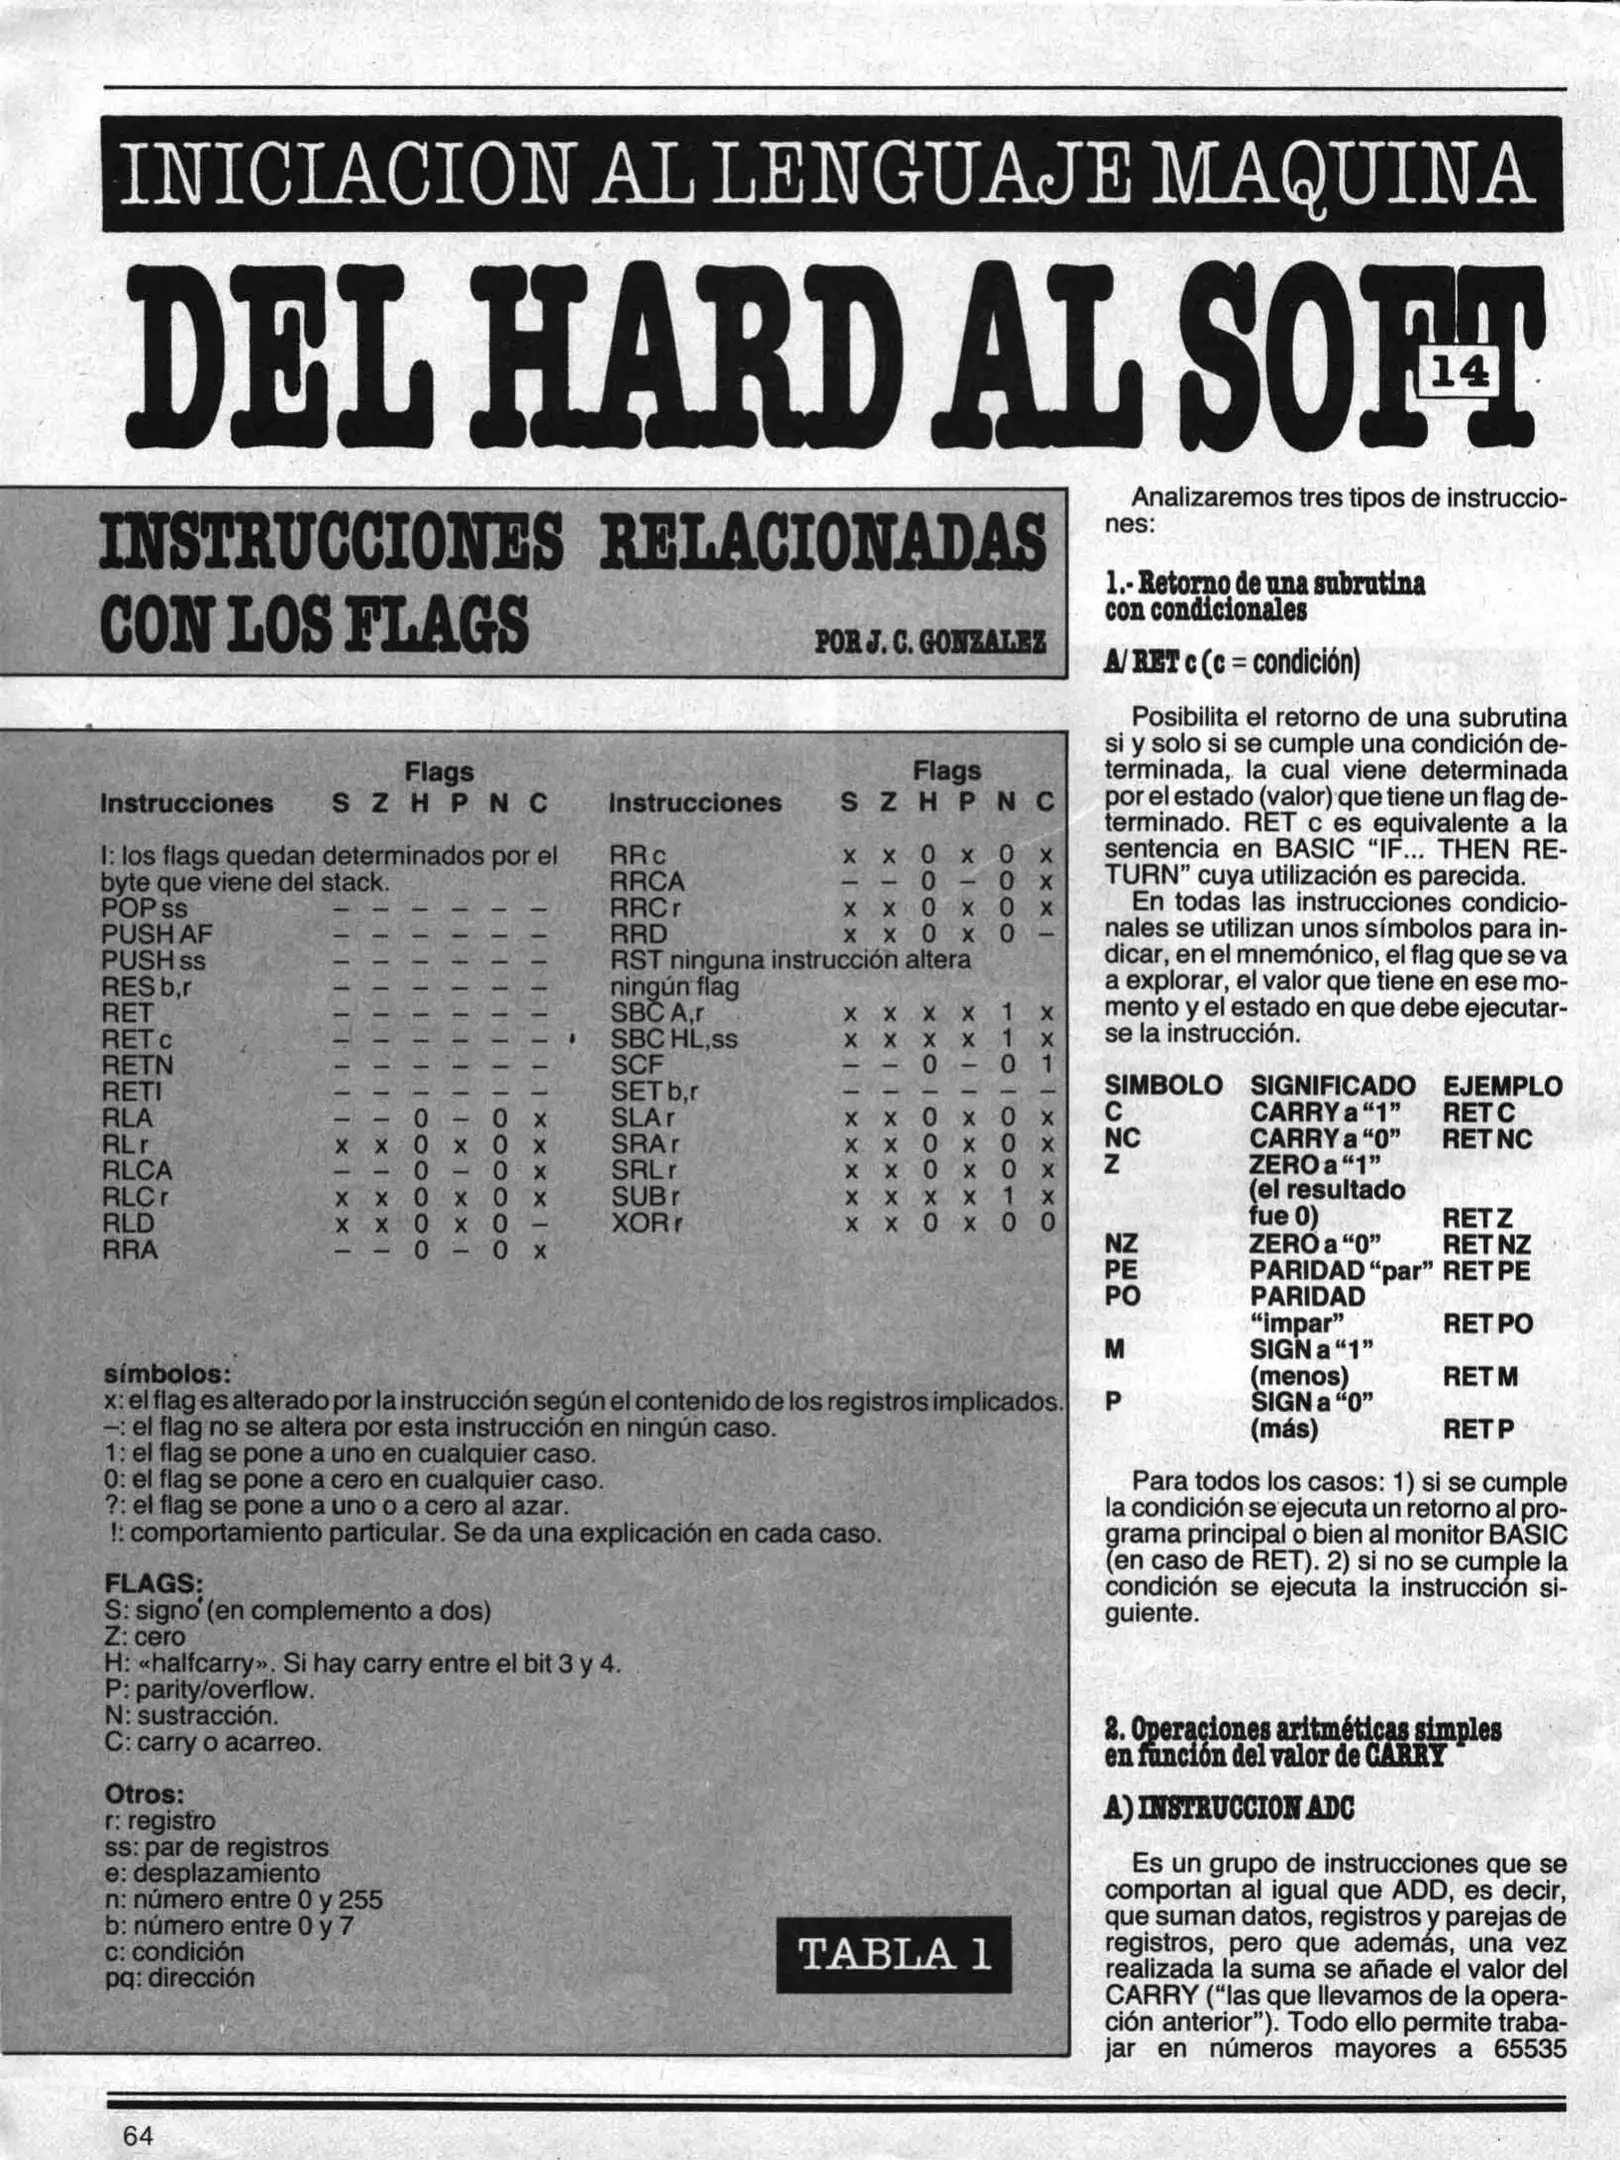 INICIACION AL LENGUAJE MAQUINA
DEL HARD AL SOFT
14
INSTRUCCIONES RELACIONADAS
CON LOS FLAGS
POR J. C. GONZALEZ
Flags
Instrucciones S Z H P N C
I: los flags quedan determinados por el
byte que viene del stack.
POP ss – – – – – –
PUSH AF – – – – – –
PUSH ss – – – – – –
RES b,r – – – – – –
RET – – – – – –
RET c – – – – – –
RETN – – – – – –
RETI – – – – – –
RLA – – 0 – 0 x
RL r x x 0 x 0 x
RLCA – – 0 – 0 x
RLC r x x 0 x 0 x
RLD x x 0 x 0 –
RRA – – 0 – 0 x
Flags
Instrucciones S Z H P N C
RR c x x 0 x 0 x
RRCA – – 0 – 0 x
RRC r x x 0 x 0 x
RRD x x 0 x 0 –
RST ninguna instrucción altera
ningún flag
SBC A,r x x x x 1 x
SBC HL,ss x x x x 1 x
SCF – – 0 – 0 1
SET b,r – – – – – –
SLA r x x 0 x 0 x
SRA r x x 0 x 0 x
SRL r x x 0 x 0 x
SUB r x x x x 1 x
XOR r x x 0 x 0 0
símbolos:
x: el flag es alterado por la instrucción según el contenido de los registros implicados.
–: el flag no se altera por esta instrucción en ningún caso.
1: el flag se pone a uno en cualquier caso.
0: el flag se pone a cero en cualquier caso.
?: el flag se pone a uno o a cero al azar.
!: comportamiento particular. Se da una explicación en cada caso.
FLAGS:
S: signo (en complemento a dos)
Z: cero
H: «halfcarry». Si hay carry entre el bit 3 y 4.
P: parity/overflow.
N: sustracción.
C: carry o acarreo.
Otros:
r: registro
ss: par de registros
e: desplazamiento
n: número entre 0 y 255
b: número entre 0 y 7
c: condición
pq: dirección
TABLA 1
Analizaremos tres tipos de instruccio-
nes:
1.- Retorno de una subrutina
con condicionales
A/ RET c (c = condición)
Posibilita el retorno de una subrutina
si y solo si se cumple una condición de-
terminada, la cual viene determinada
por el estado (valor) que tiene un flag de-
terminado. RET c es equivalente a la
sentencia en BASIC "IF... THEN RE-
TURN" cuya utilización es parecida.
En todas las instrucciones condicio-
nales se utilizan unos símbolos para in-
dicar, en el mnemónico, el flag que se va
a explorar, el valor que tiene en ese mo-
mento y el estado en que debe ejecutar-
se la instrucción.
SIMBOLO SIGNIFICADO EJEMPLO
C CARRY a "1" RET C
NC CARRY a "0" RET NC
Z ZERO a "1"
(el resultado
fue 0) RET Z
NZ ZERO a "0" RET NZ
PE PARIDAD "par" RET PE
PO PARIDAD
"impar" RET PO
M SIGN a "1"
(menos) RET M
P SIGN a "0"
(más) RET P
Para todos los casos: 1) si se cumple
la condición se ejecuta un retorno al pro-
grama principal o bien al monitor BASIC
(en caso de RET). 2) si no se cumple la
condición se ejecuta la instrucción si-
guiente.
2. Operaciones aritméticas simples
en función del valor de CARRY
A) INSTRUCCION ADC
Es un grupo de instrucciones que se
comportan al igual que ADD, es decir,
que suman datos, registros y parejas de
registros, pero que además, una vez
realizada la suma se añade el valor del
CARRY ("las que llevamos de la opera-
ción anterior"). Todo ello permite traba-
jar en números mayores a 65535
64